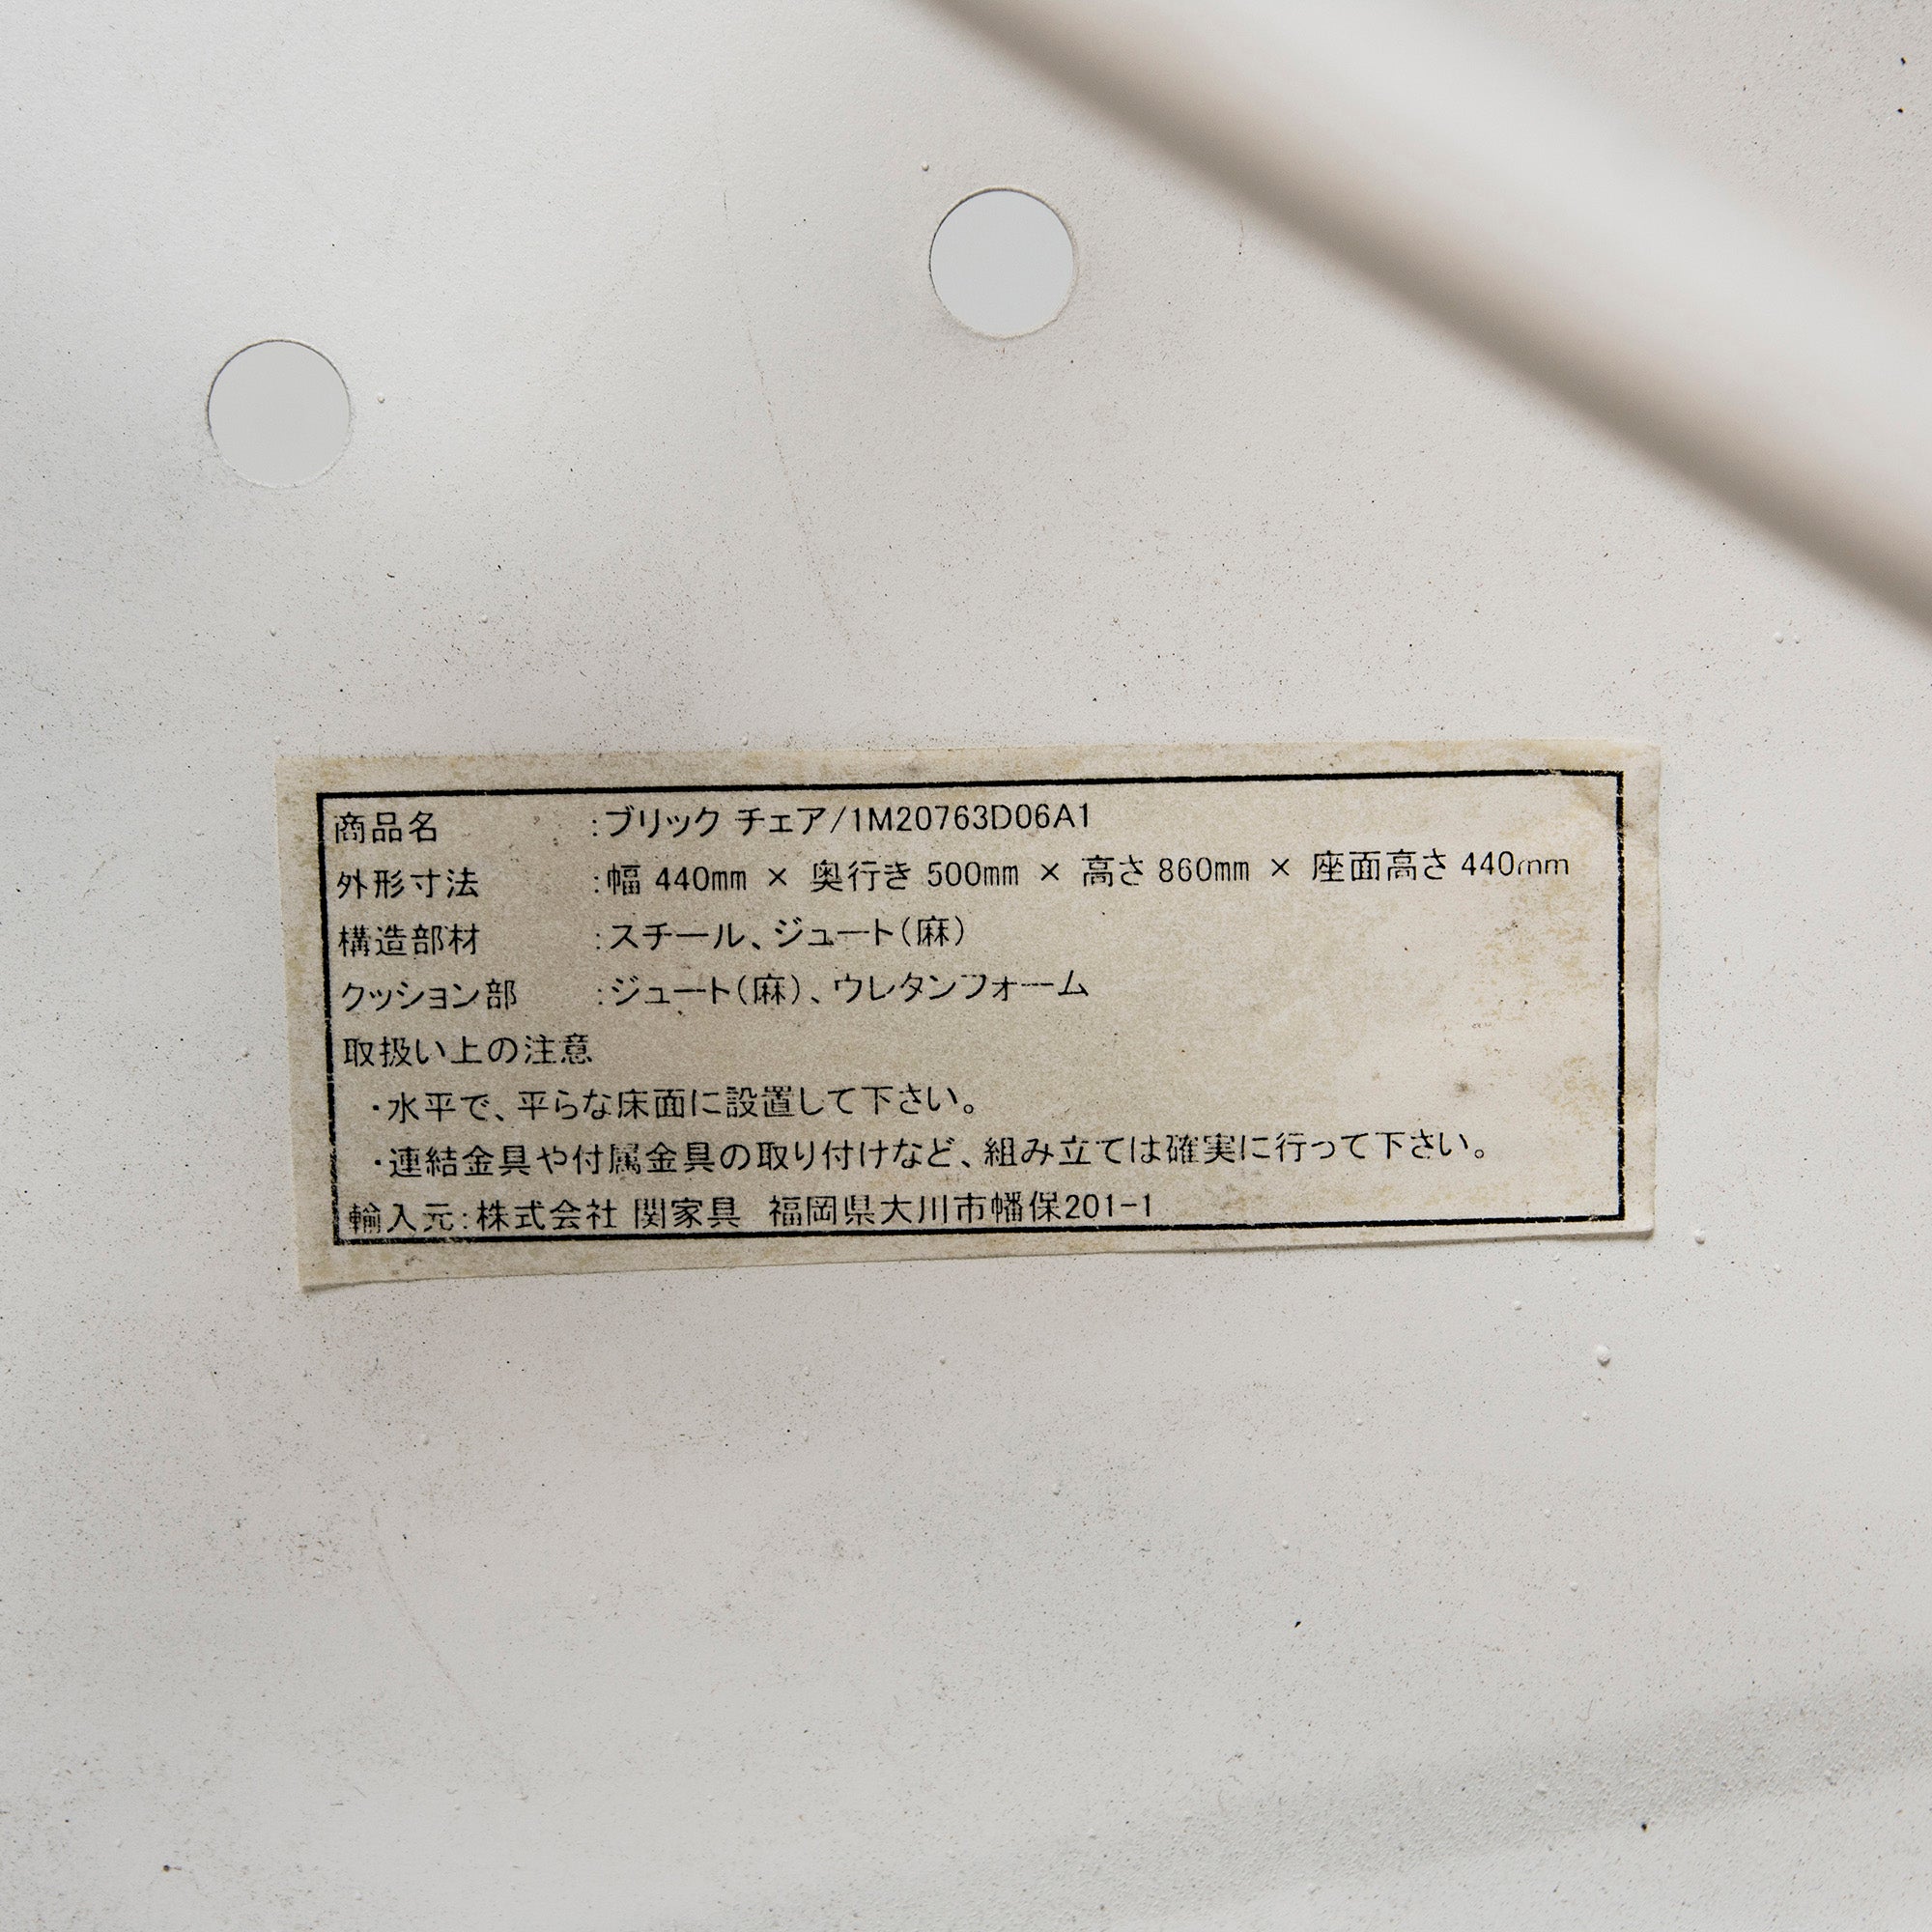 商品名　　　:ブリック チェア/1M20763D06A1
外形寸法　　:幅 440mm × 奥行き 500mm × 高さ 860mm × 座面高さ 440mm
構造部材　　:スチール、ジュート(麻)
クッション部　:ジュート(麻)、ウレタンフォーム
取扱い上の注意
・水平で、平らな床面に設置して下さい。
・連結金具や付属金具の取り付けなど、組み立ては確実に行って下さい。
輸入元:株式会社 関家具　福岡県大川市幡保201-1